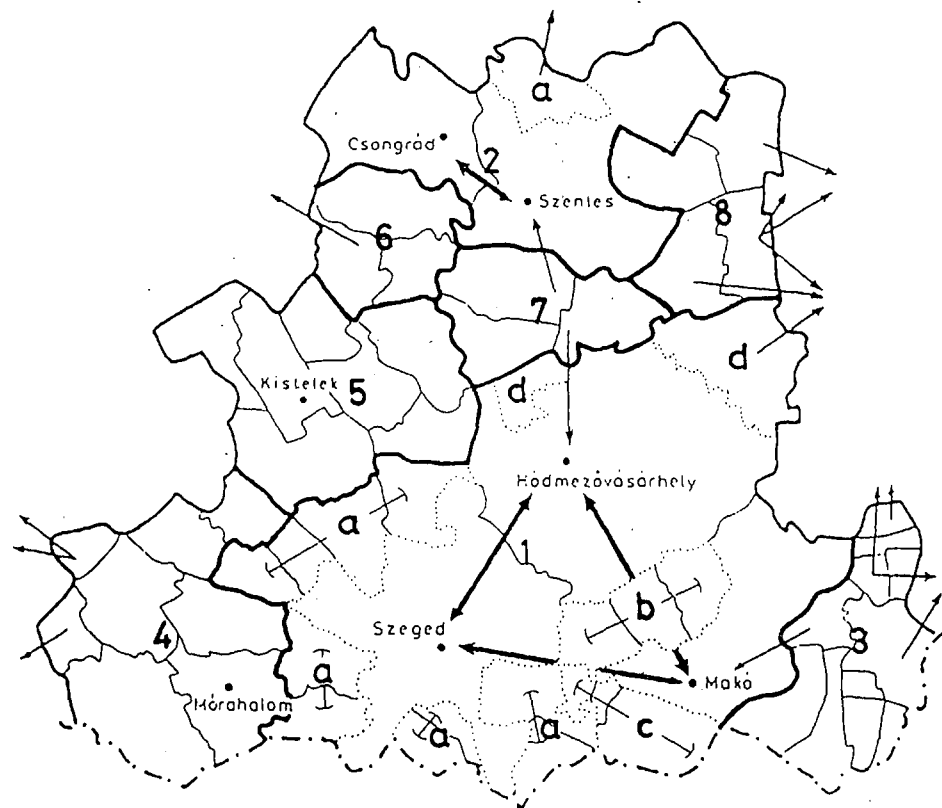 a
Csongrád
2
Szentes
8
6
7
d
d
Kistelek
5
Hódmezővásárhely
a
1
b
Szeged
4
3
a
Makó
Mórahalom
a
a
c